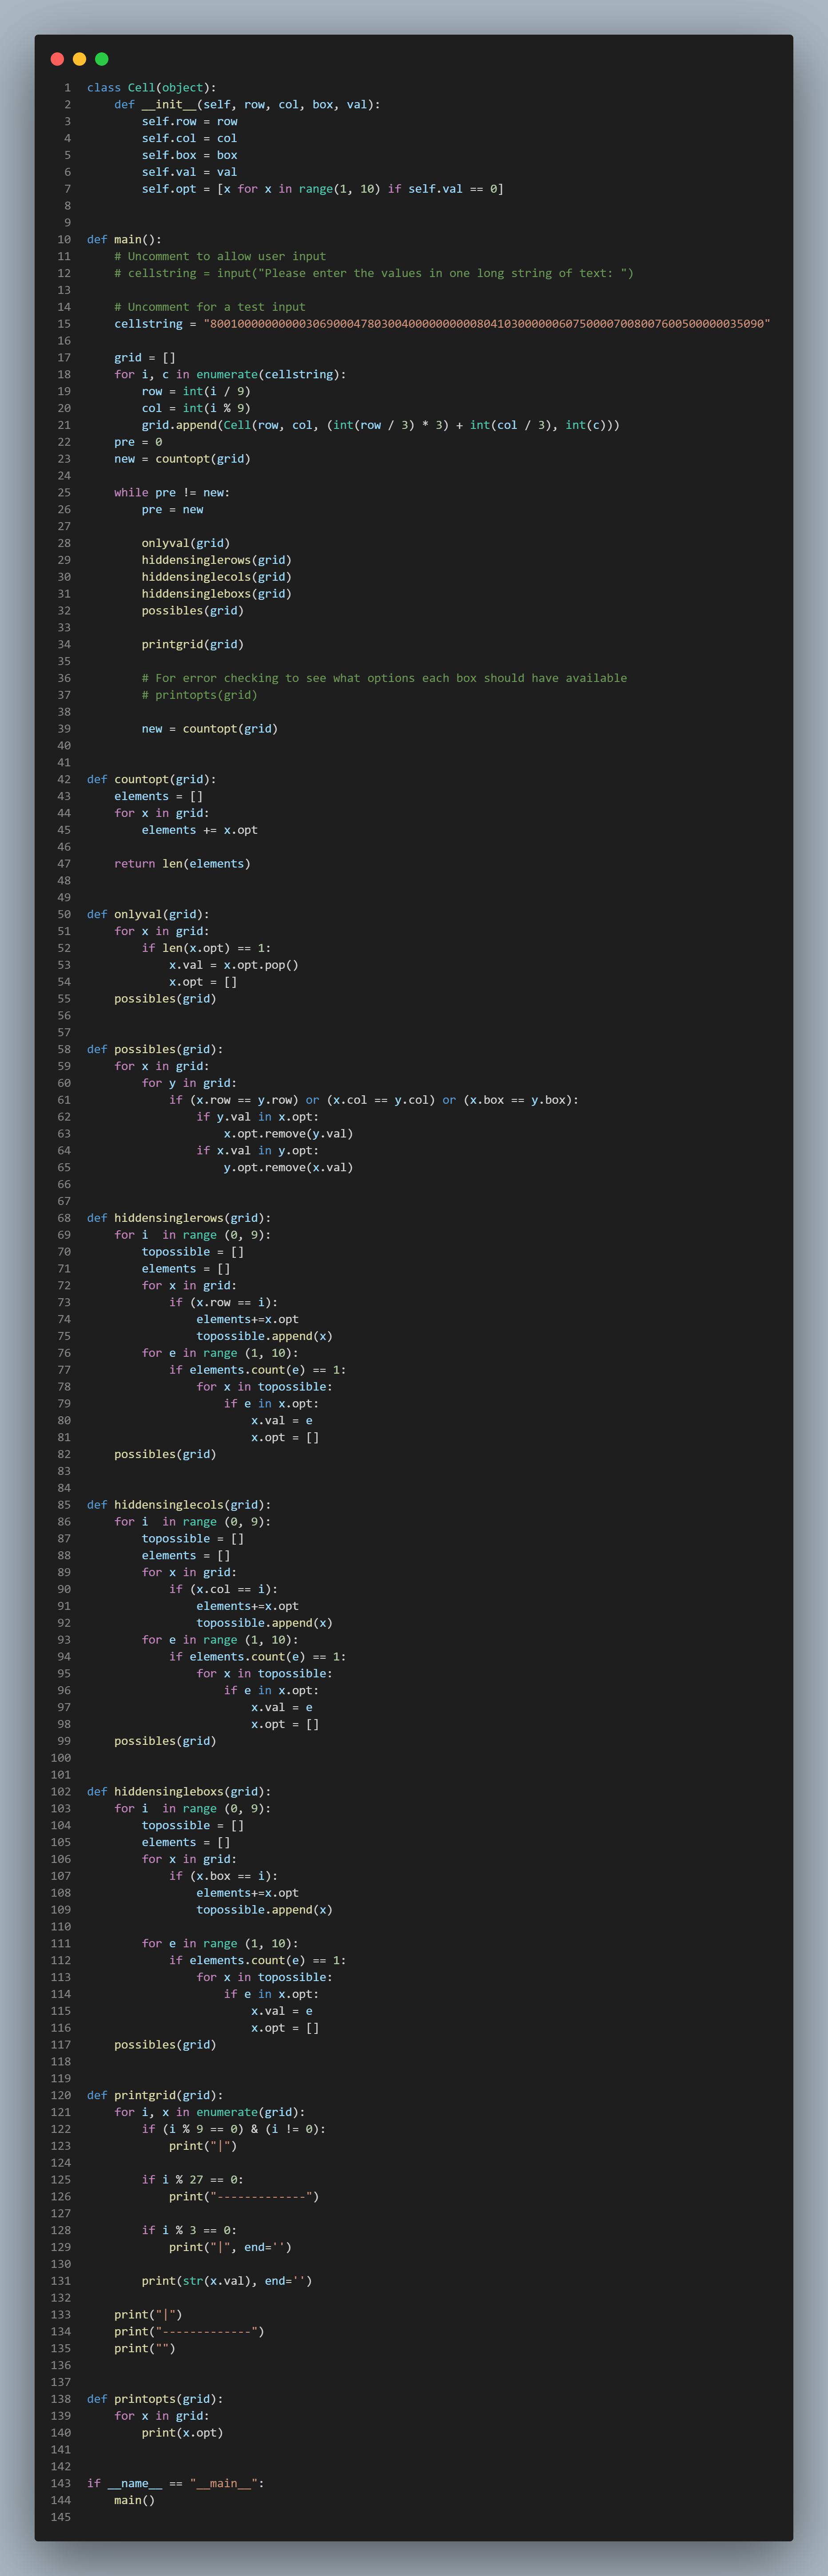 1 class Cell(object):
2     def __init__(self, row, col, box, val):
3         self.row = row
4         self.col = col
5         self.box = box
6         self.val = val
7         self.opt = [x for x in range(1, 10) if self.val == 0]
8
9
10 def main():
11     # Uncomment to allow user input
12     # cellstring = input("Please enter the values in one long string of text: ")
13
14     # Uncomment for a test input
15     cellstring = "800100000000003069000478030040000000000804103000000607500007008007600500000035090"
16
17     grid = []
18     for i, c in enumerate(cellstring):
19         row = int(i / 9)
20         col = int(i % 9)
21         grid.append(Cell(row, col, (int(row / 3) * 3) + int(col / 3), int(c)))
22     pre = 0
23     new = countopt(grid)
24
25     while pre != new:
26         pre = new
27
28         onlyval(grid)
29         hiddensinglerows(grid)
30         hiddensinglecols(grid)
31         hiddensingleboxs(grid)
32         possibles(grid)
33
34         printgrid(grid)
35
36         # For error checking to see what options each box should have available
37         # printopts(grid)
38
39         new = countopt(grid)
40
41
42 def countopt(grid):
43     elements = []
44     for x in grid:
45         elements += x.opt
46
47     return len(elements)
48
49
50 def onlyval(grid):
51     for x in grid:
52         if len(x.opt) == 1:
53             x.val = x.opt.pop()
54             x.opt = []
55     possibles(grid)
56
57
58 def possibles(grid):
59     for x in grid:
60         for y in grid:
61             if (x.row == y.row) or (x.col == y.col) or (x.box == y.box):
62                 if y.val in x.opt:
63                     x.opt.remove(y.val)
64                 if x.val in y.opt:
65                     y.opt.remove(x.val)
66
67
68 def hiddensinglerows(grid):
69     for i  in range (0, 9):
70         topossible = []
71         elements = []
72         for x in grid:
73             if (x.row == i):
74                 elements+=x.opt
75                 topossible.append(x)
76         for e in range (1, 10):
77             if elements.count(e) == 1:
78                 for x in topossible:
79                     if e in x.opt:
80                         x.val = e
81                         x.opt = []
82     possibles(grid)
83
84
85 def hiddensinglecols(grid):
86     for i  in range (0, 9):
87         topossible = []
88         elements = []
89         for x in grid:
90             if (x.col == i):
91                 elements+=x.opt
92                 topossible.append(x)
93         for e in range (1, 10):
94             if elements.count(e) == 1:
95                 for x in topossible:
96                     if e in x.opt:
97                         x.val = e
98                         x.opt = []
99     possibles(grid)
100
101
102 def hiddensingleboxs(grid):
103     for i  in range (0, 9):
104         topossible = []
105         elements = []
106         for x in grid:
107             if (x.box == i):
108                 elements+=x.opt
109                 topossible.append(x)
110
111         for e in range (1, 10):
112             if elements.count(e) == 1:
113                 for x in topossible:
114                     if e in x.opt:
115                         x.val = e
116                         x.opt = []
117     possibles(grid)
118
119
120 def printgrid(grid):
121     for i, x in enumerate(grid):
122         if (i % 9 == 0) & (i != 0):
123             print("|")
124
125         if i % 27 == 0:
126             print("-------------")
127
128         if i % 3 == 0:
129             print("|", end='')
130
131         print(str(x.val), end='')
132
133     print("|")
134     print("-------------")
135     print("")
136
137
138 def printopts(grid):
139     for x in grid:
140         print(x.opt)
141
142
143 if __name__ == "__main__":
144     main()
145